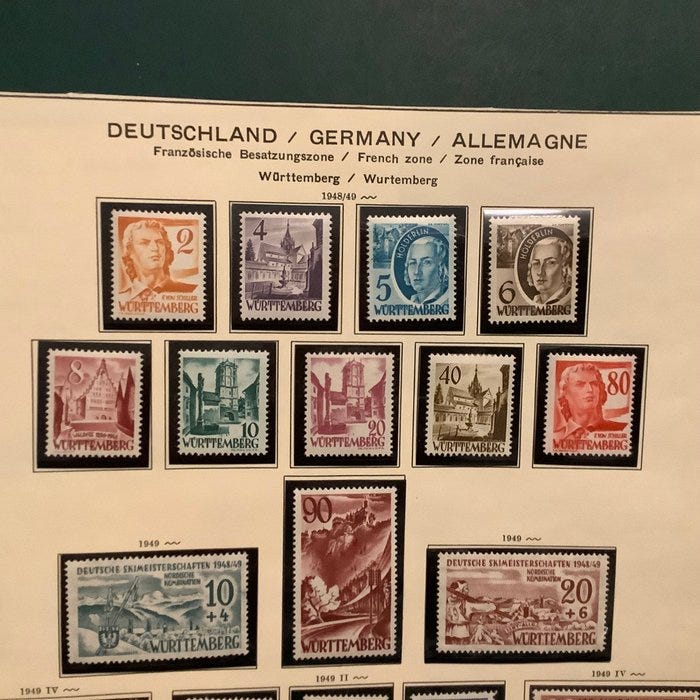 DEUTSCHLAND / GERMANY / ALLEMAGNE
Französische Besatzungszone / French zone / Zone française
Württemberg / Wurtemberg
1948/49
2
F. VON SCHILLER
WÜRTTEMBERG
4
WÜRTTEMBERG
HÖLDERLIN
5
WÜRTTEMBERG
HÖLDERLIN
6
WÜRTTEMBERG
8
WÜRTTEMBERG
10
WÜRTTEMBERG
20
WÜRTTEMBERG
40
WÜRTTEMBERG
80
F. VON SCHILLER
WÜRTTEMBERG
1949
90
WÜRTTEMBERG
1949
DEUTSCHE SKIMEISTERSCHAFTEN 1948/49
NORDISCHE
KOMBINATION
10
+4
WÜRTTEMBERG
DEUTSCHE SKIMEISTERSCHAFTEN 1948/49
NORDISCHE
KOMBINATION
20
+6
WÜRTTEMBERG
1949 IV
1949 II
1949 IV